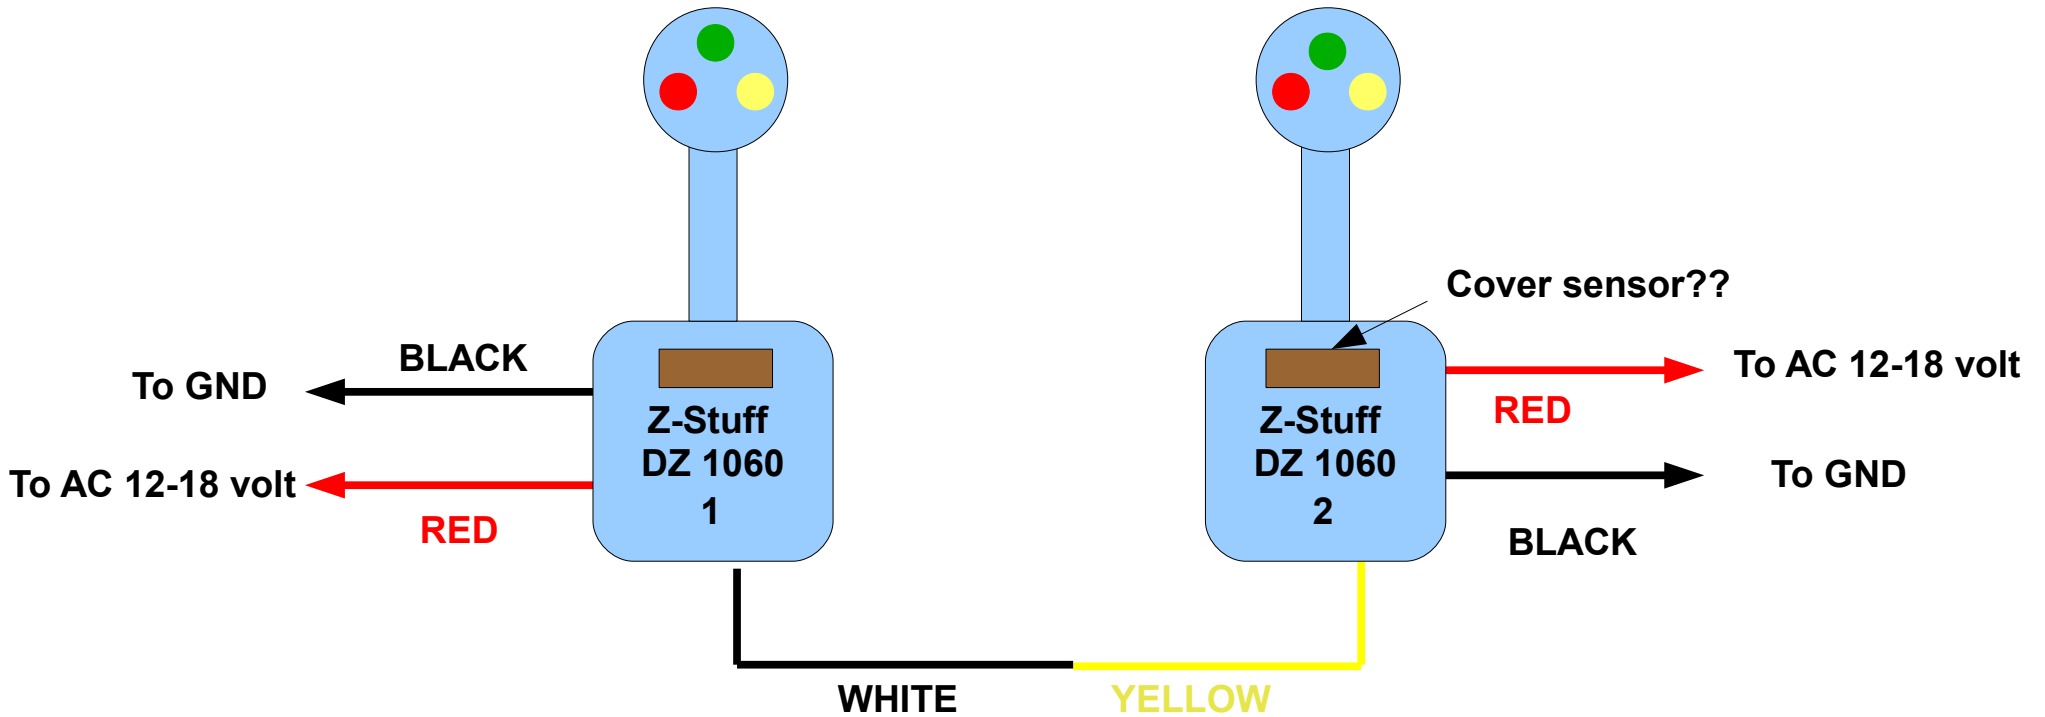 Cover sensor??
BLACK
To GND
To AC 12-18 volt
RED
Z-Stuff
DZ 1060
1
Z-Stuff
DZ 1060
2
To AC 12-18 volt
RED
To GND
BLACK
WHITE
YELLOW